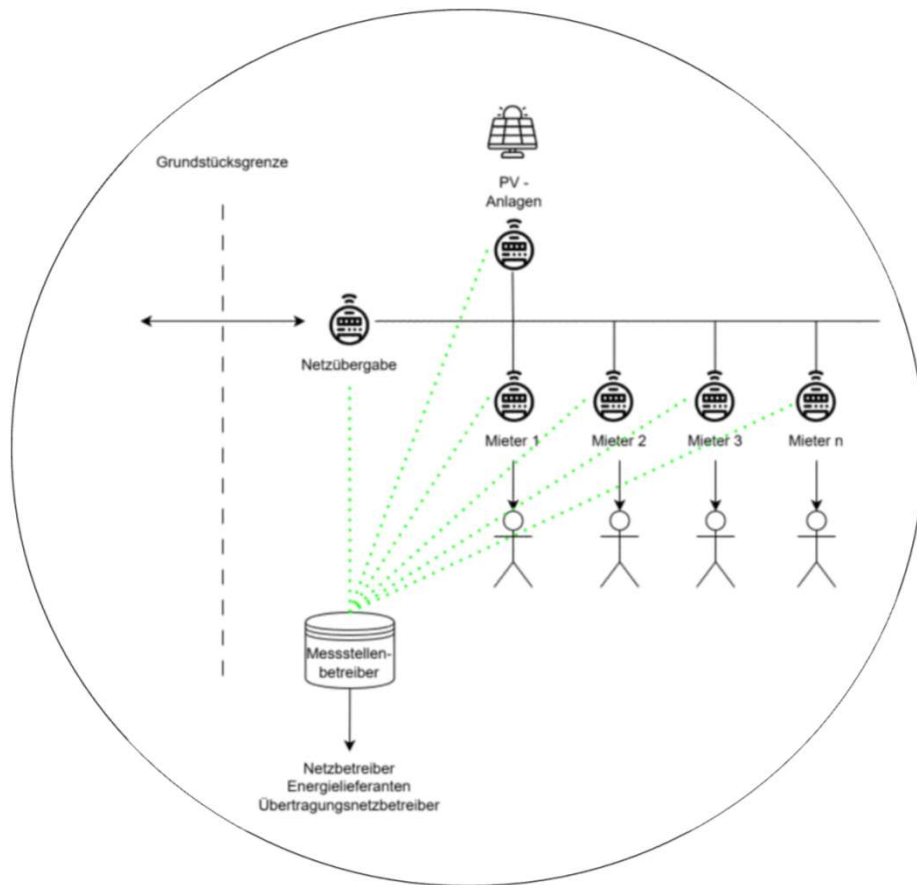 Grundstücksgrenze
PV -
Anlagen
Netzübergabe
Mieter 1
Mieter 2
Mieter 3
Mieter n
Messstellen-
betreiber
Netzbetreiber
Energielieferanten
Übertragungsnetzbetreiber